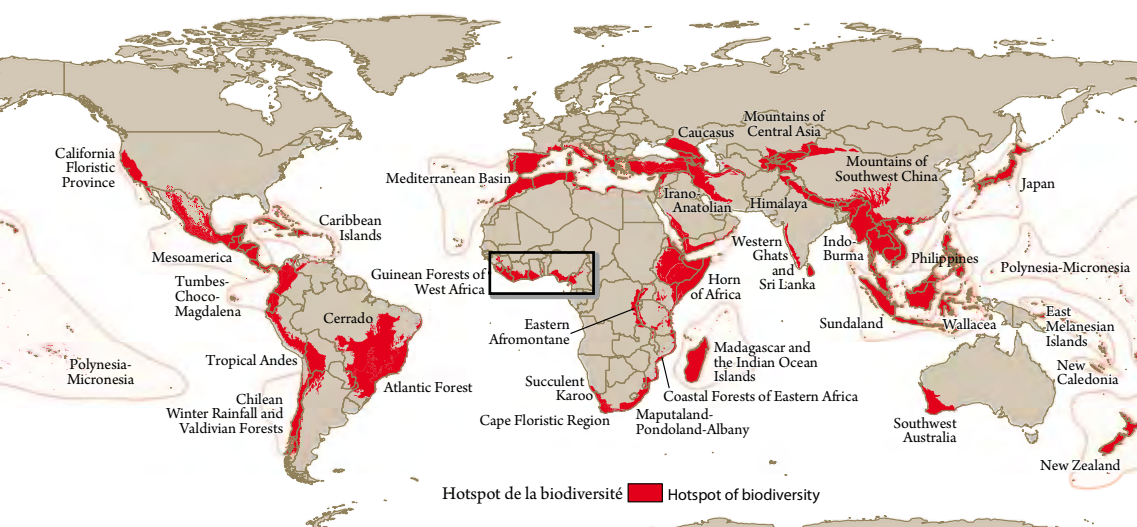 Mountains of
Central Asia
Caucasus
California
Floristic
Province
Mountains of
Southwest China
Mediterranean Basin
Japan
Irano-
Anatolian
Himalaya
Caribbean
Islands
Mesoamerica
Western
Ghats
and
Sri Lanka
Indo-
Burma
Philippines
Polynesia-Micronesia
Guinean Forests of
West Africa
Horn
of Africa
Tumbes-
Choco-
Magdalena
Cerrado
Eastern
Afromontane
Sundaland
Wallacea
East
Melanesian
Islands
Polynesia-
Micronesia
Tropical Andes
Madagascar and
the Indian Ocean
Islands
New
Caledonia
Atlantic Forest
Succulent
Karoo
Coastal Forests of Eastern Africa
Chilean
Winter Rainfall and
Valdivian Forests
Cape Floristic Region
Maputaland-
Pondoland-Albany
Southwest
Australia
New Zealand
Hotspot de la biodiversité
Hotspot of biodiversity